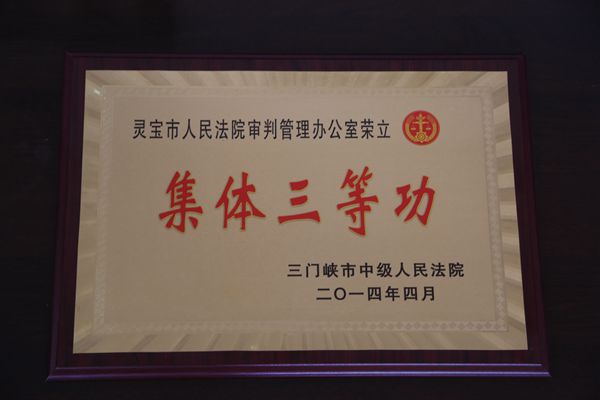 灵宝市人民法院审判管理办公室荣立
集体三等功
三门峡市中级人民法院
二〇一四年四月